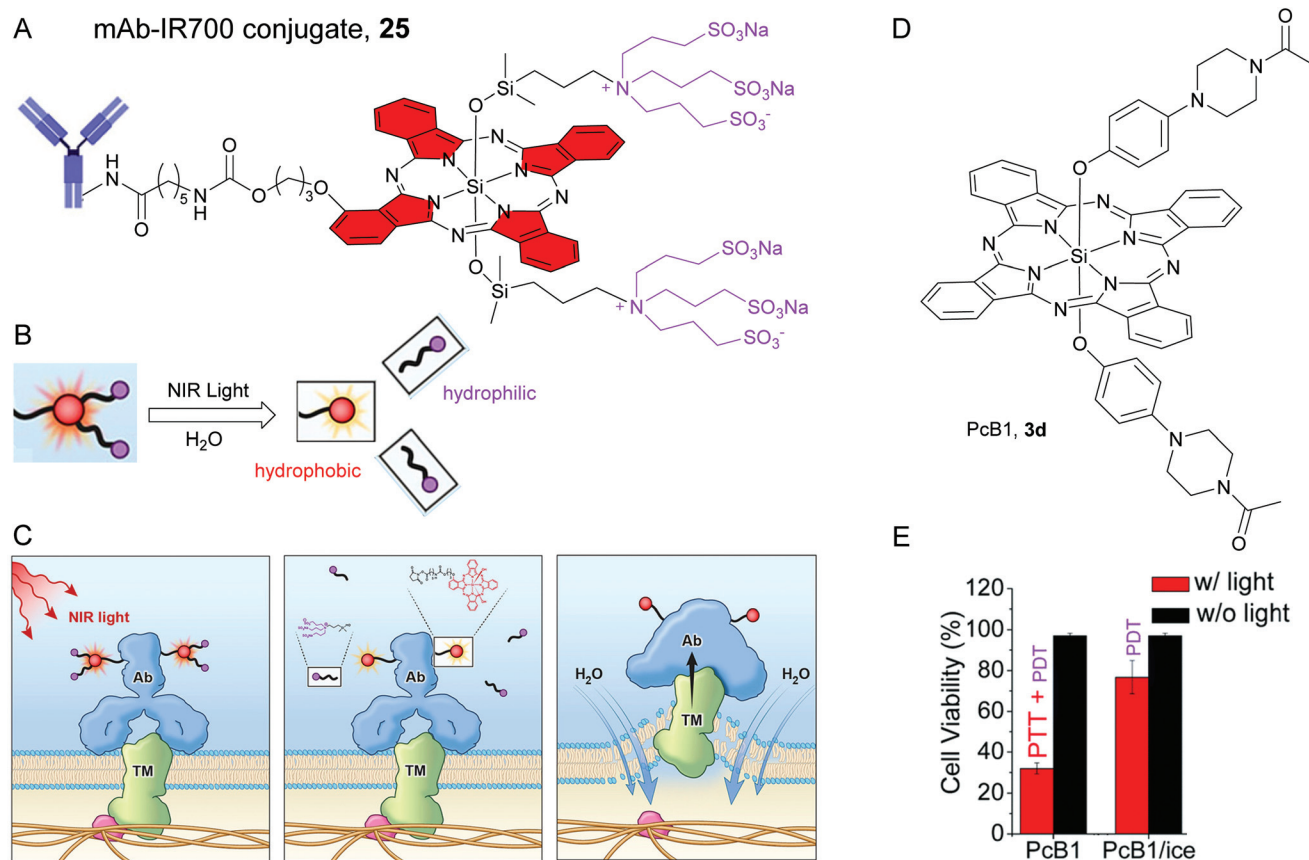 A
mAb-IR700 conjugate, 25
SO3Na
SO3Na
SO3-
N
+
Si
O
H
N
O
5
N
H
O
O
3
O
N
N
N
N
N
N
N
N
Si
O
Si
N
+
SO3Na
SO3Na
SO3-
B
NIR Light
H2O
hydrophobic
hydrophilic
C
NIR light
Ab
TM
Ab
TM
Ab
TM
H2O
H2O
D
O
N
N
O
N
N
N
N
N
N
N
N
Si
O
N
N
O
PcB1, 3d
E
w/ light
w/o light
Cell Viability (%)
120
100
80
60
40
20
0
PTT + PDT
PDT
PcB1
PcB1/ice